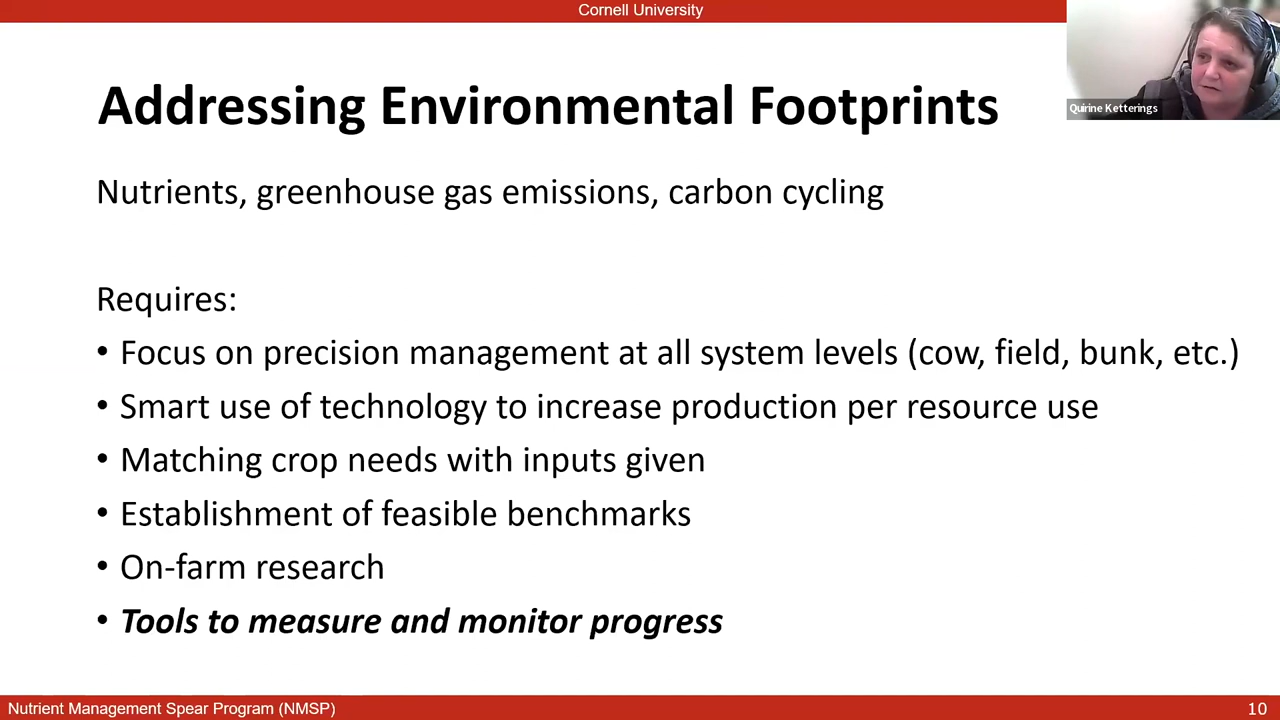 Cornell University
Addressing Environmental Footprints
Quirine Ketterings
Nutrients, greenhouse gas emissions, carbon cycling
Requires:
• Focus on precision management at all system levels (cow, field, bunk, etc.)
• Smart use of technology to increase production per resource use
• Matching crop needs with inputs given
• Establishment of feasible benchmarks
• On-farm research
• Tools to measure and monitor progress
Nutrient Management Spear Program (NMSP)
10